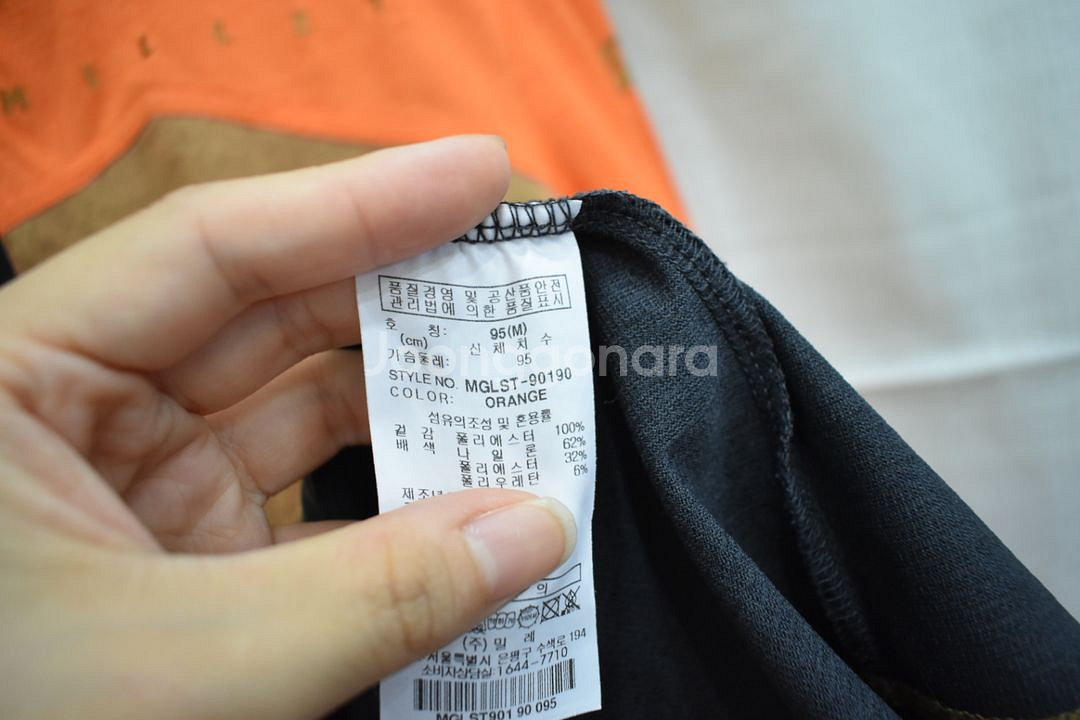 M I L L E T
품질경영 및 공산품안전
관리법에 의한 품질표시
호 칭: 95(M)
(cm) 신 체 치 수
가슴둘레: 95
STYLE NO. MGLST-90190
COLOR: ORANGE
섬유의조성 및 혼용률
겉 감 폴리에스터 100%
배 색 나 일 론 62%
폴리에스터 32%
폴리우레탄 6%
제조년
의
(주) 밀 레
서울특별시 은평구 수색로 194
소비자상담실: 1644-7710
MGLST901 90 095
Joonggonara